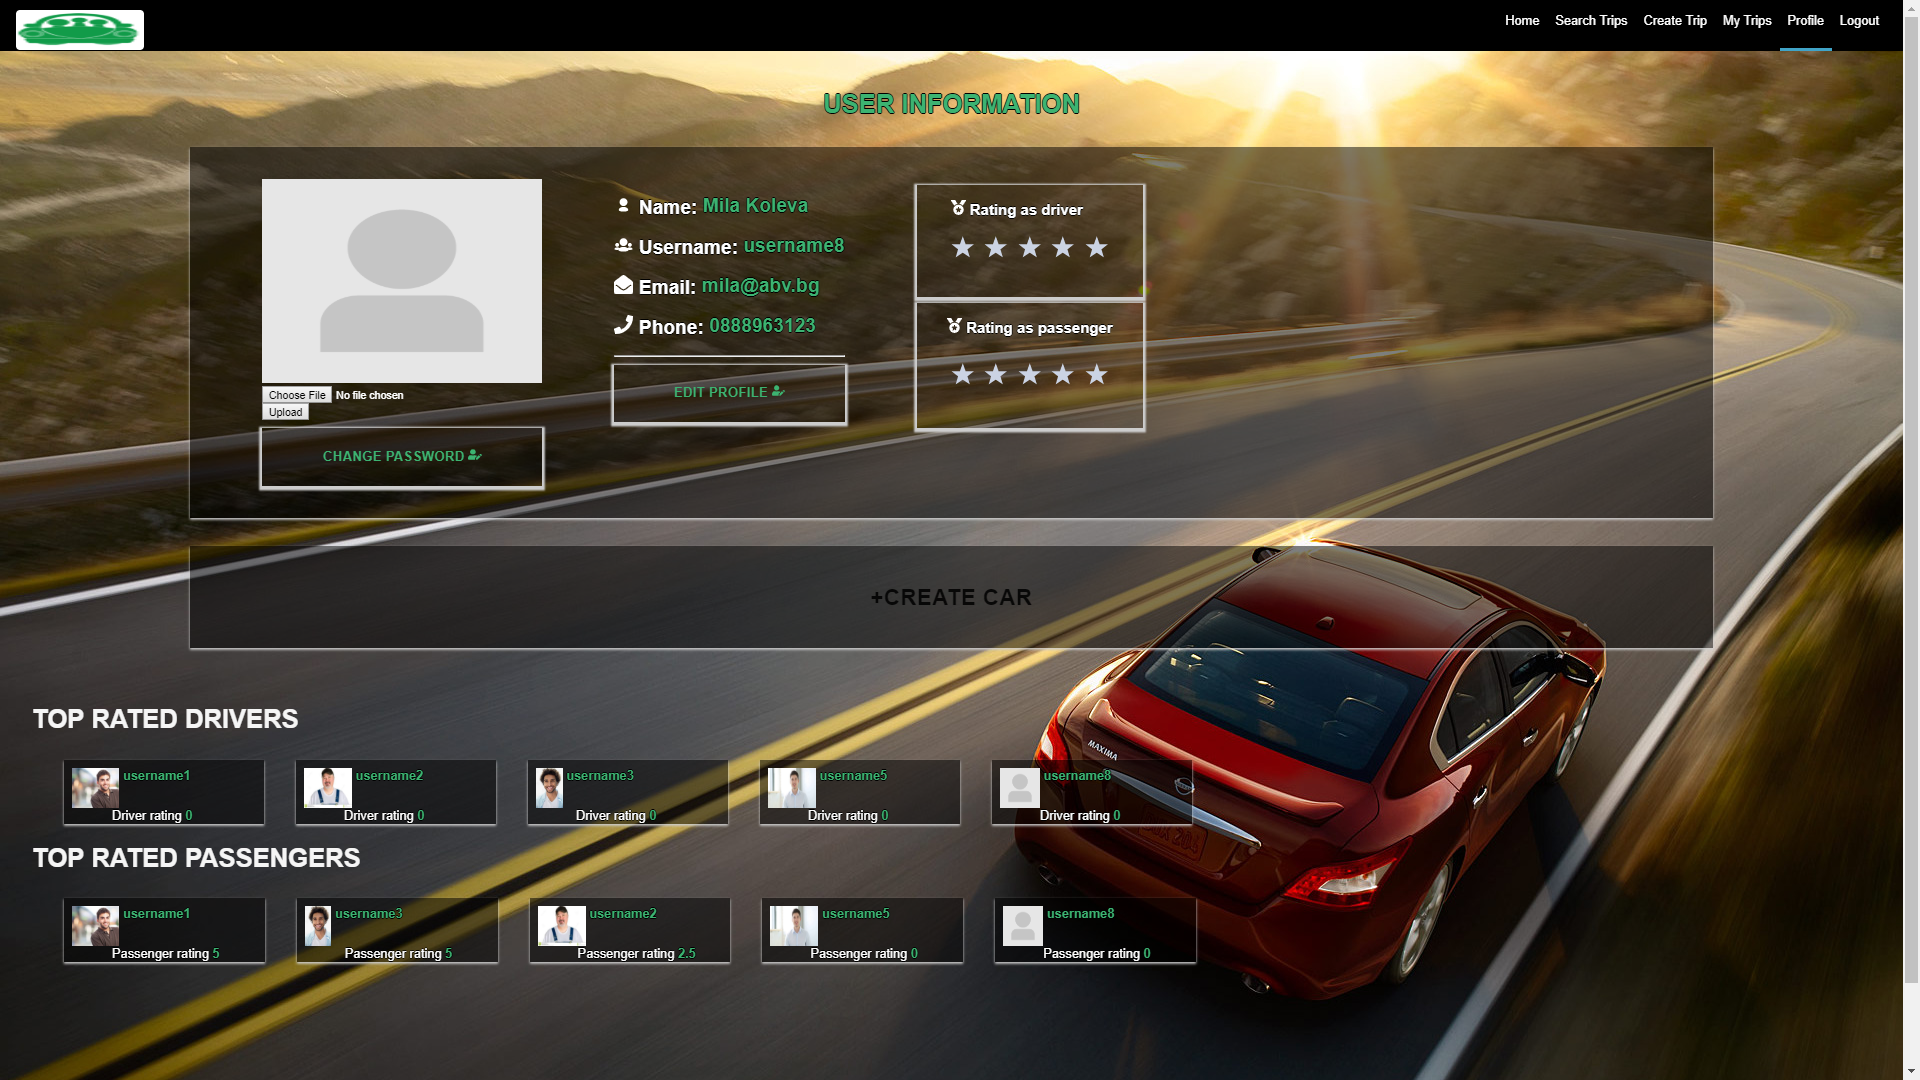 Home Search Trips Create Trip My Trips Profile Logout
USER INFORMATION
Name: Mila Koleva
Username: username8
Email: mila@abv.bg
Phone: 0888963123
EDIT PROFILE
Choose File No file chosen
Upload
CHANGE PASSWORD
Rating as driver
Rating as passenger
+CREATE CAR
TOP RATED DRIVERS
username1
Driver rating 0
username2
Driver rating 0
username3
Driver rating 0
username5
Driver rating 0
username8
Driver rating 0
MAXIMA
TOP RATED PASSENGERS
username1
Passenger rating 5
username3
Passenger rating 5
username2
Passenger rating 2.5
username5
Passenger rating 0
username8
Passenger rating 0